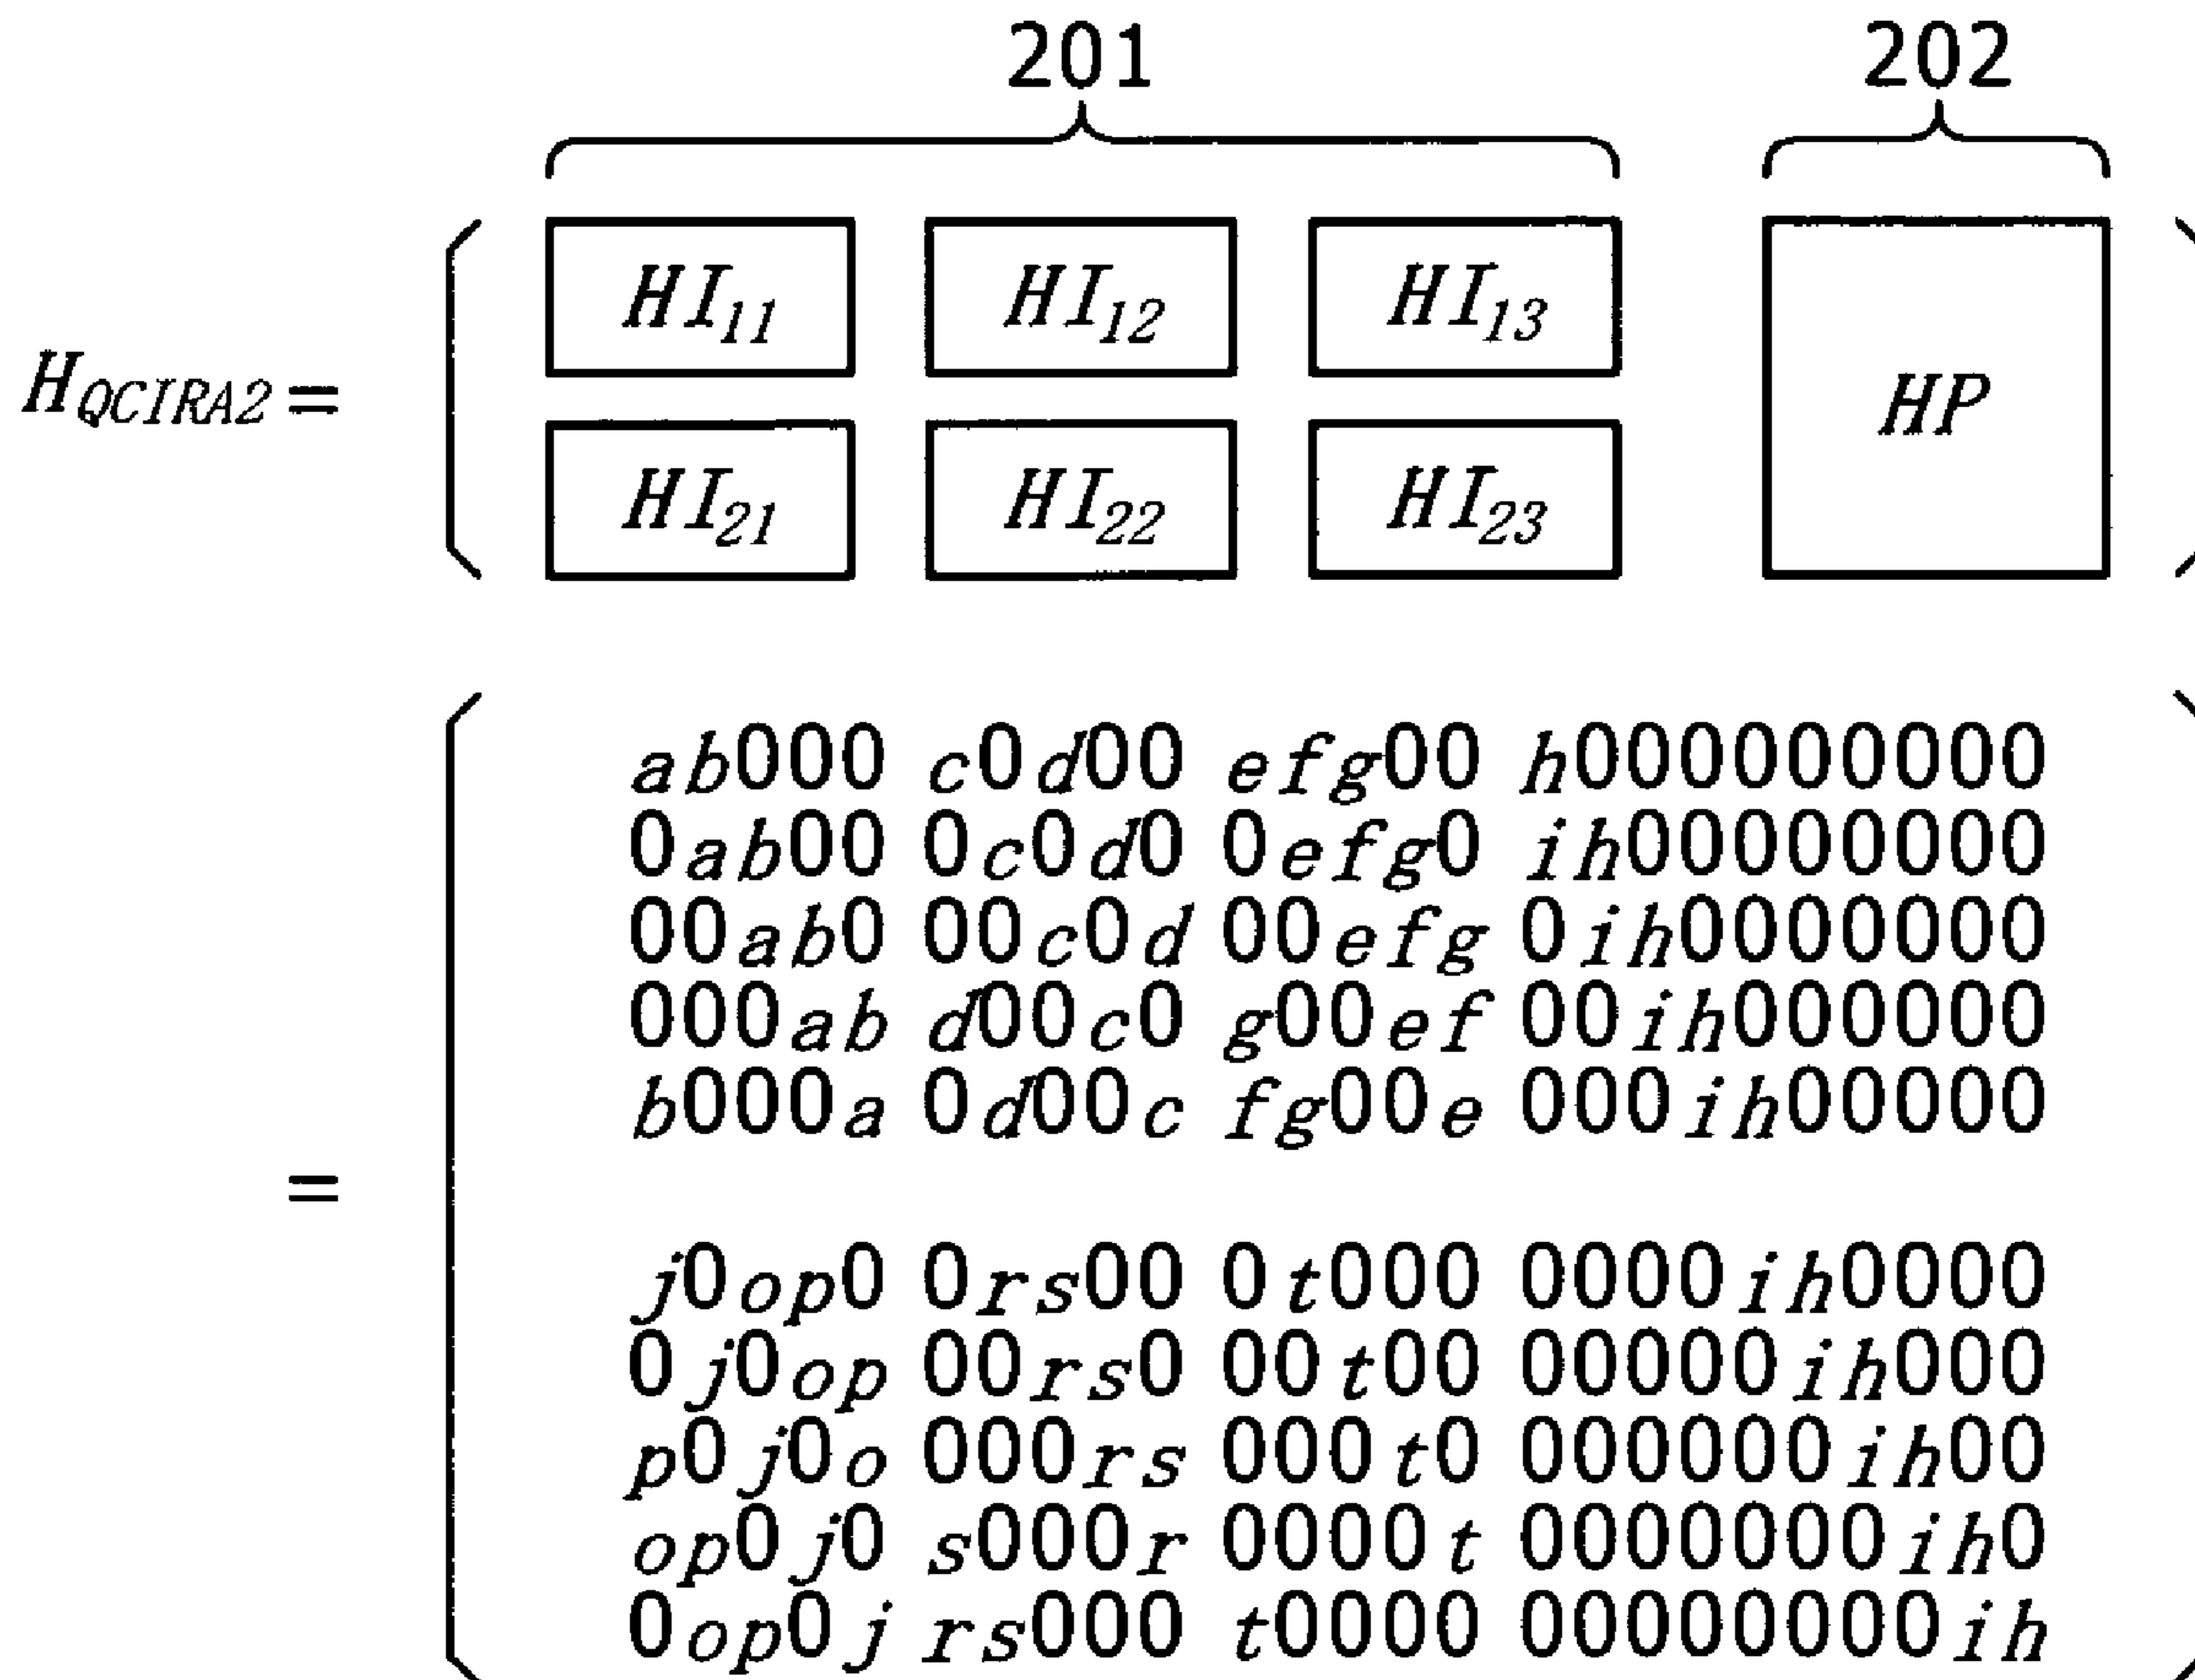 201 202
HI11 HI12 HI13
HQCIRA2= HP
HI21 HI22 HI23
ab000 c0d00 efg00 h000000000
0ab00 0c0d0 0efg0 ih00000000
00ab0 00c0d 00efg 0ih0000000
000ab d00c0 g00ef 00ih000000
b000a 0d00c fg00e 000ih00000
=
j0op0 0rs00 0t000 0000ih0000
0j0op 00rs0 00t00 00000ih000
p0j0o 000rs 000t0 000000ih00
op0j0 s000r 0000t 0000000ih0
0op0j rs000 t0000 00000000ih